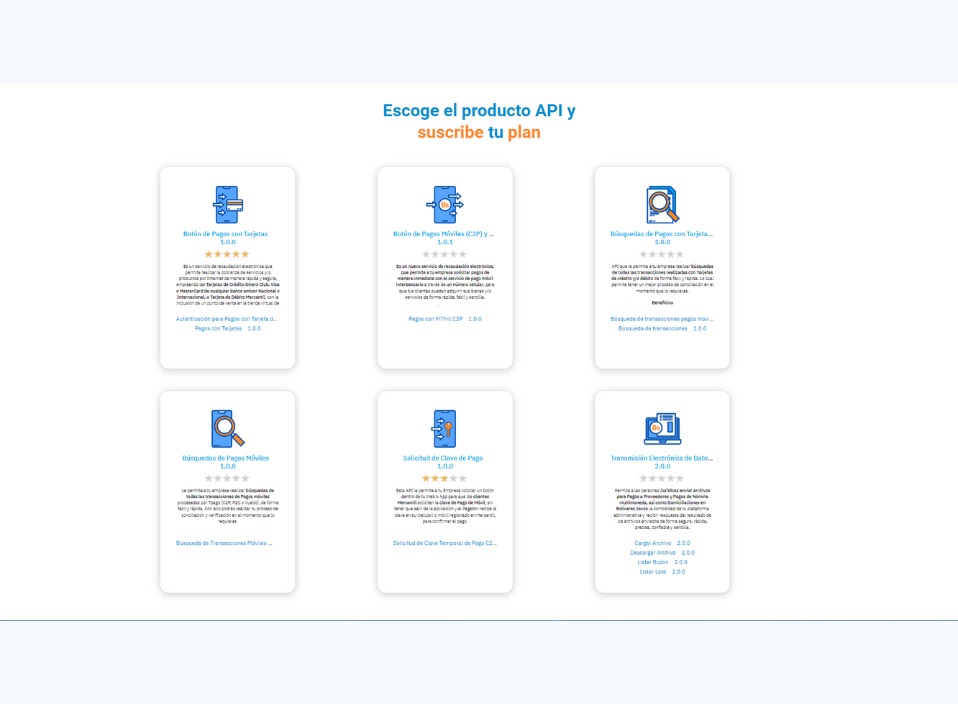 Escoge el producto API y
suscribe tu plan
Botón de Pagos con Tarjetas
1.0.0
Es un servicio de recaudación electrónica que
permite realizar la cobranza de servicios y/o
productos por Internet de manera rápida y segura,
empleando las Tarjetas de Crédito Diners Club, Visa
o MasterCard de cualquier banco emisor Nacional o
Internacional, o Tarjeta de Débito Mercantil, con la
inclusión de un punto de venta en la tienda virtual de
Autenticación para Pagos con Tarjeta d...
Pagos con Tarjetas 1.0.0
Botón de Pagos Móviles (C2P) y ...
1.0.1
Es un nuevo servicio de recaudación electrónica,
que permite a tu empresa solicitar pagos de
manera inmediata con el servicio de pago móvil
interbancario a través de un número celular, para
que tus clientes puedan adquirir sus bienes y/o
servicios de forma rápida, fácil y sencilla.
Pagos con MTNG C2P 1.0.0
Búsquedas de Pagos con Tarjeta...
1.0.0
API que le permite a tu empresa realizar búsquedas
de todas las transacciones realizadas con Tarjetas
de crédito y/o débito de forma fácil y rápida. Lo cual
permite tener un mejor proceso de conciliación en el
momento que lo requieras.
Beneficios
Búsqueda de transacciones pagos movi...
Búsqueda de transacciones 1.0.0
Búsquedas de Pagos Móviles
1.0.0
Le permite a tu empresa realizar búsquedas de
todas las transacciones de Pagos móviles
procesadas por Tpago (C2P, P2C o Vuelto), de forma
fácil y rápida. Con ello podrás realizar tu proceso de
conciliación y verificación en el momento que lo
requieras.
Búsqueda de Transacciones Móviles ...
Solicitud de Clave de Pago
1.0.0
Esta API le permite a tu Empresa colocar un botón
dentro de tu Web o App para que los clientes
Mercantil soliciten la clave de Pago de Móvil, sin
tener que salir de la aplicación y el Pagador recibe la
clave en su (celular) o móvil registrado en Mercantil,
para confirmar el pago.
Solicitud de Clave Temporal de Pago C2...
Transmisión Electrónica de Dato...
2.0.0
Permite a las personas Jurídicas enviar archivos
para Pagos a Proveedores y Pagos de Nómina
multimoneda, así como Domiciliaciones en
Bolívares desde la comodidad de tu plataforma
administrativa y recibir respuesta del resultado de
los archivos enviados de forma segura, rápida,
precisa, confiable y sencilla.
Cargar Archivo 2.0.0
Descargar Archivo 2.0.0
Listar Buzón 2.0.0
Listar Lote 2.0.0